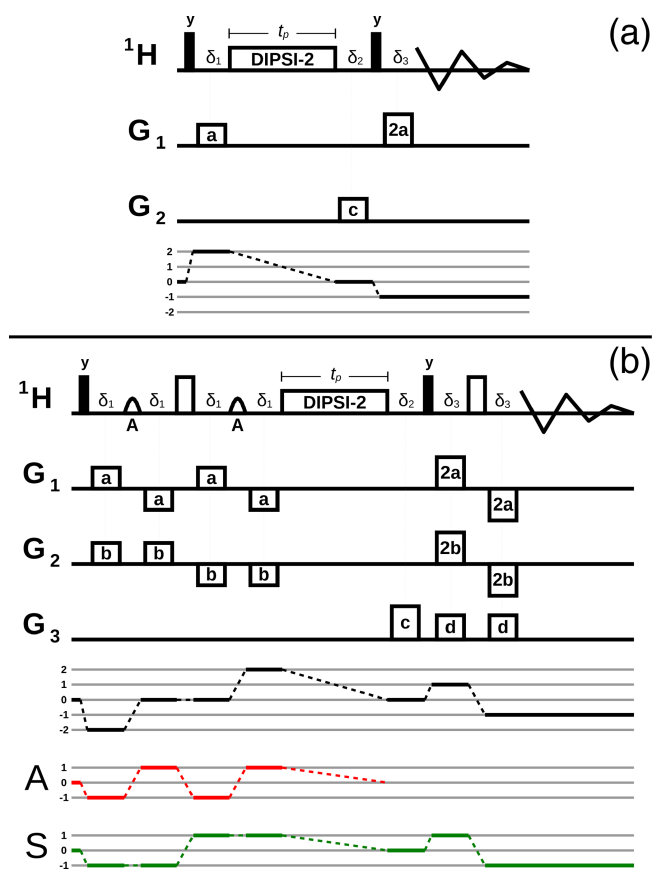 (a)
y
¹H δ₁ DIPSI-2 tₚ δ₂ y δ₃
G₁ a 2a
G₂ c
2
1
0
-1
-2
(b)
y tₚ y
¹H δ₁ δ₁ δ₁ δ₁ DIPSI-2 δ₂ δ₃ δ₃
A A
G₁ a a a a 2a 2a
G₂ b b b b 2b 2b
G₃ c d d
2
1
0
-1
-2
A
1
0
-1
S
1
0
-1